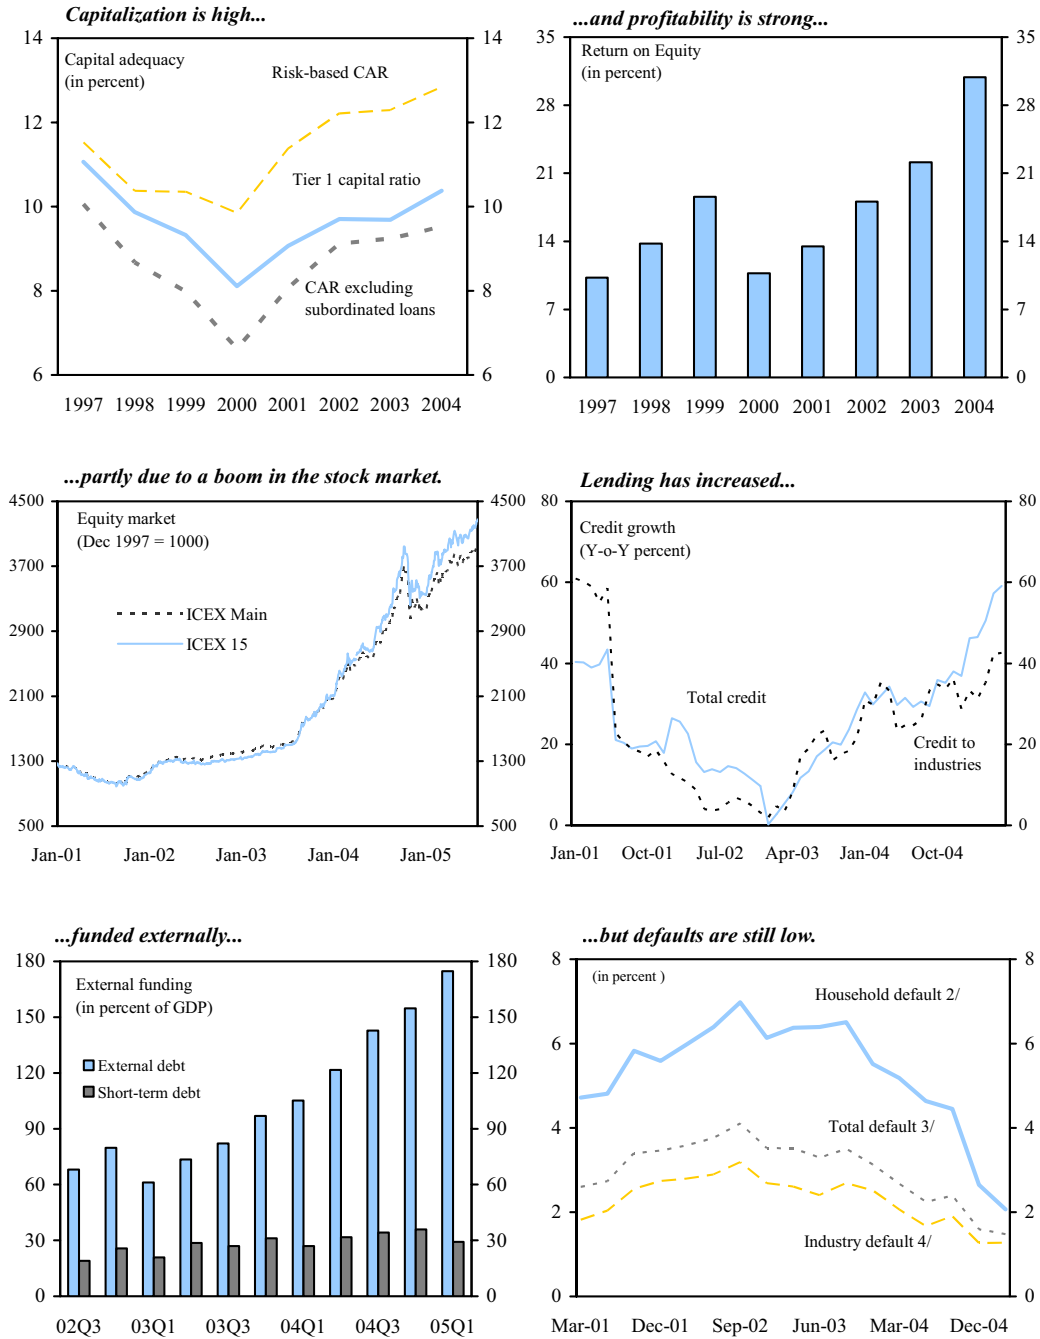 Capitalization is high...
14
12
10
8
6
Capital adequacy
(in percent)
Risk-based CAR
Tier 1 capital ratio
CAR excluding
subordinated loans
14
12
10
8
6
1997 1998 1999 2000 2001 2002 2003 2004
...and profitability is strong...
35
28
21
14
7
0
Return on Equity
(in percent)
35
28
21
14
7
0
1997 1998 1999 2000 2001 2002 2003 2004
...partly due to a boom in the stock market.
4500
3700
2900
2100
1300
500
Equity market
(Dec 1997 = 1000)
ICEX Main
ICEX 15
4500
3700
2900
2100
1300
500
Jan-01 Jan-02 Jan-03 Jan-04 Jan-05
Lending has increased...
80
60
40
20
0
Credit growth
(Y-o-Y percent)
Total credit
Credit to
industries
80
60
40
20
0
Jan-01 Oct-01 Jul-02 Apr-03 Jan-04 Oct-04
...funded externally...
180
150
120
90
60
30
0
External funding
(in percent of GDP)
External debt
Short-term debt
180
150
120
90
60
30
0
02Q3 03Q1 03Q3 04Q1 04Q3 05Q1
...but defaults are still low.
8
6
4
2
0
(in percent )
Household default 2/
Total default 3/
Industry default 4/
8
6
4
2
0
Mar-01 Dec-01 Sep-02 Jun-03 Mar-04 Dec-04